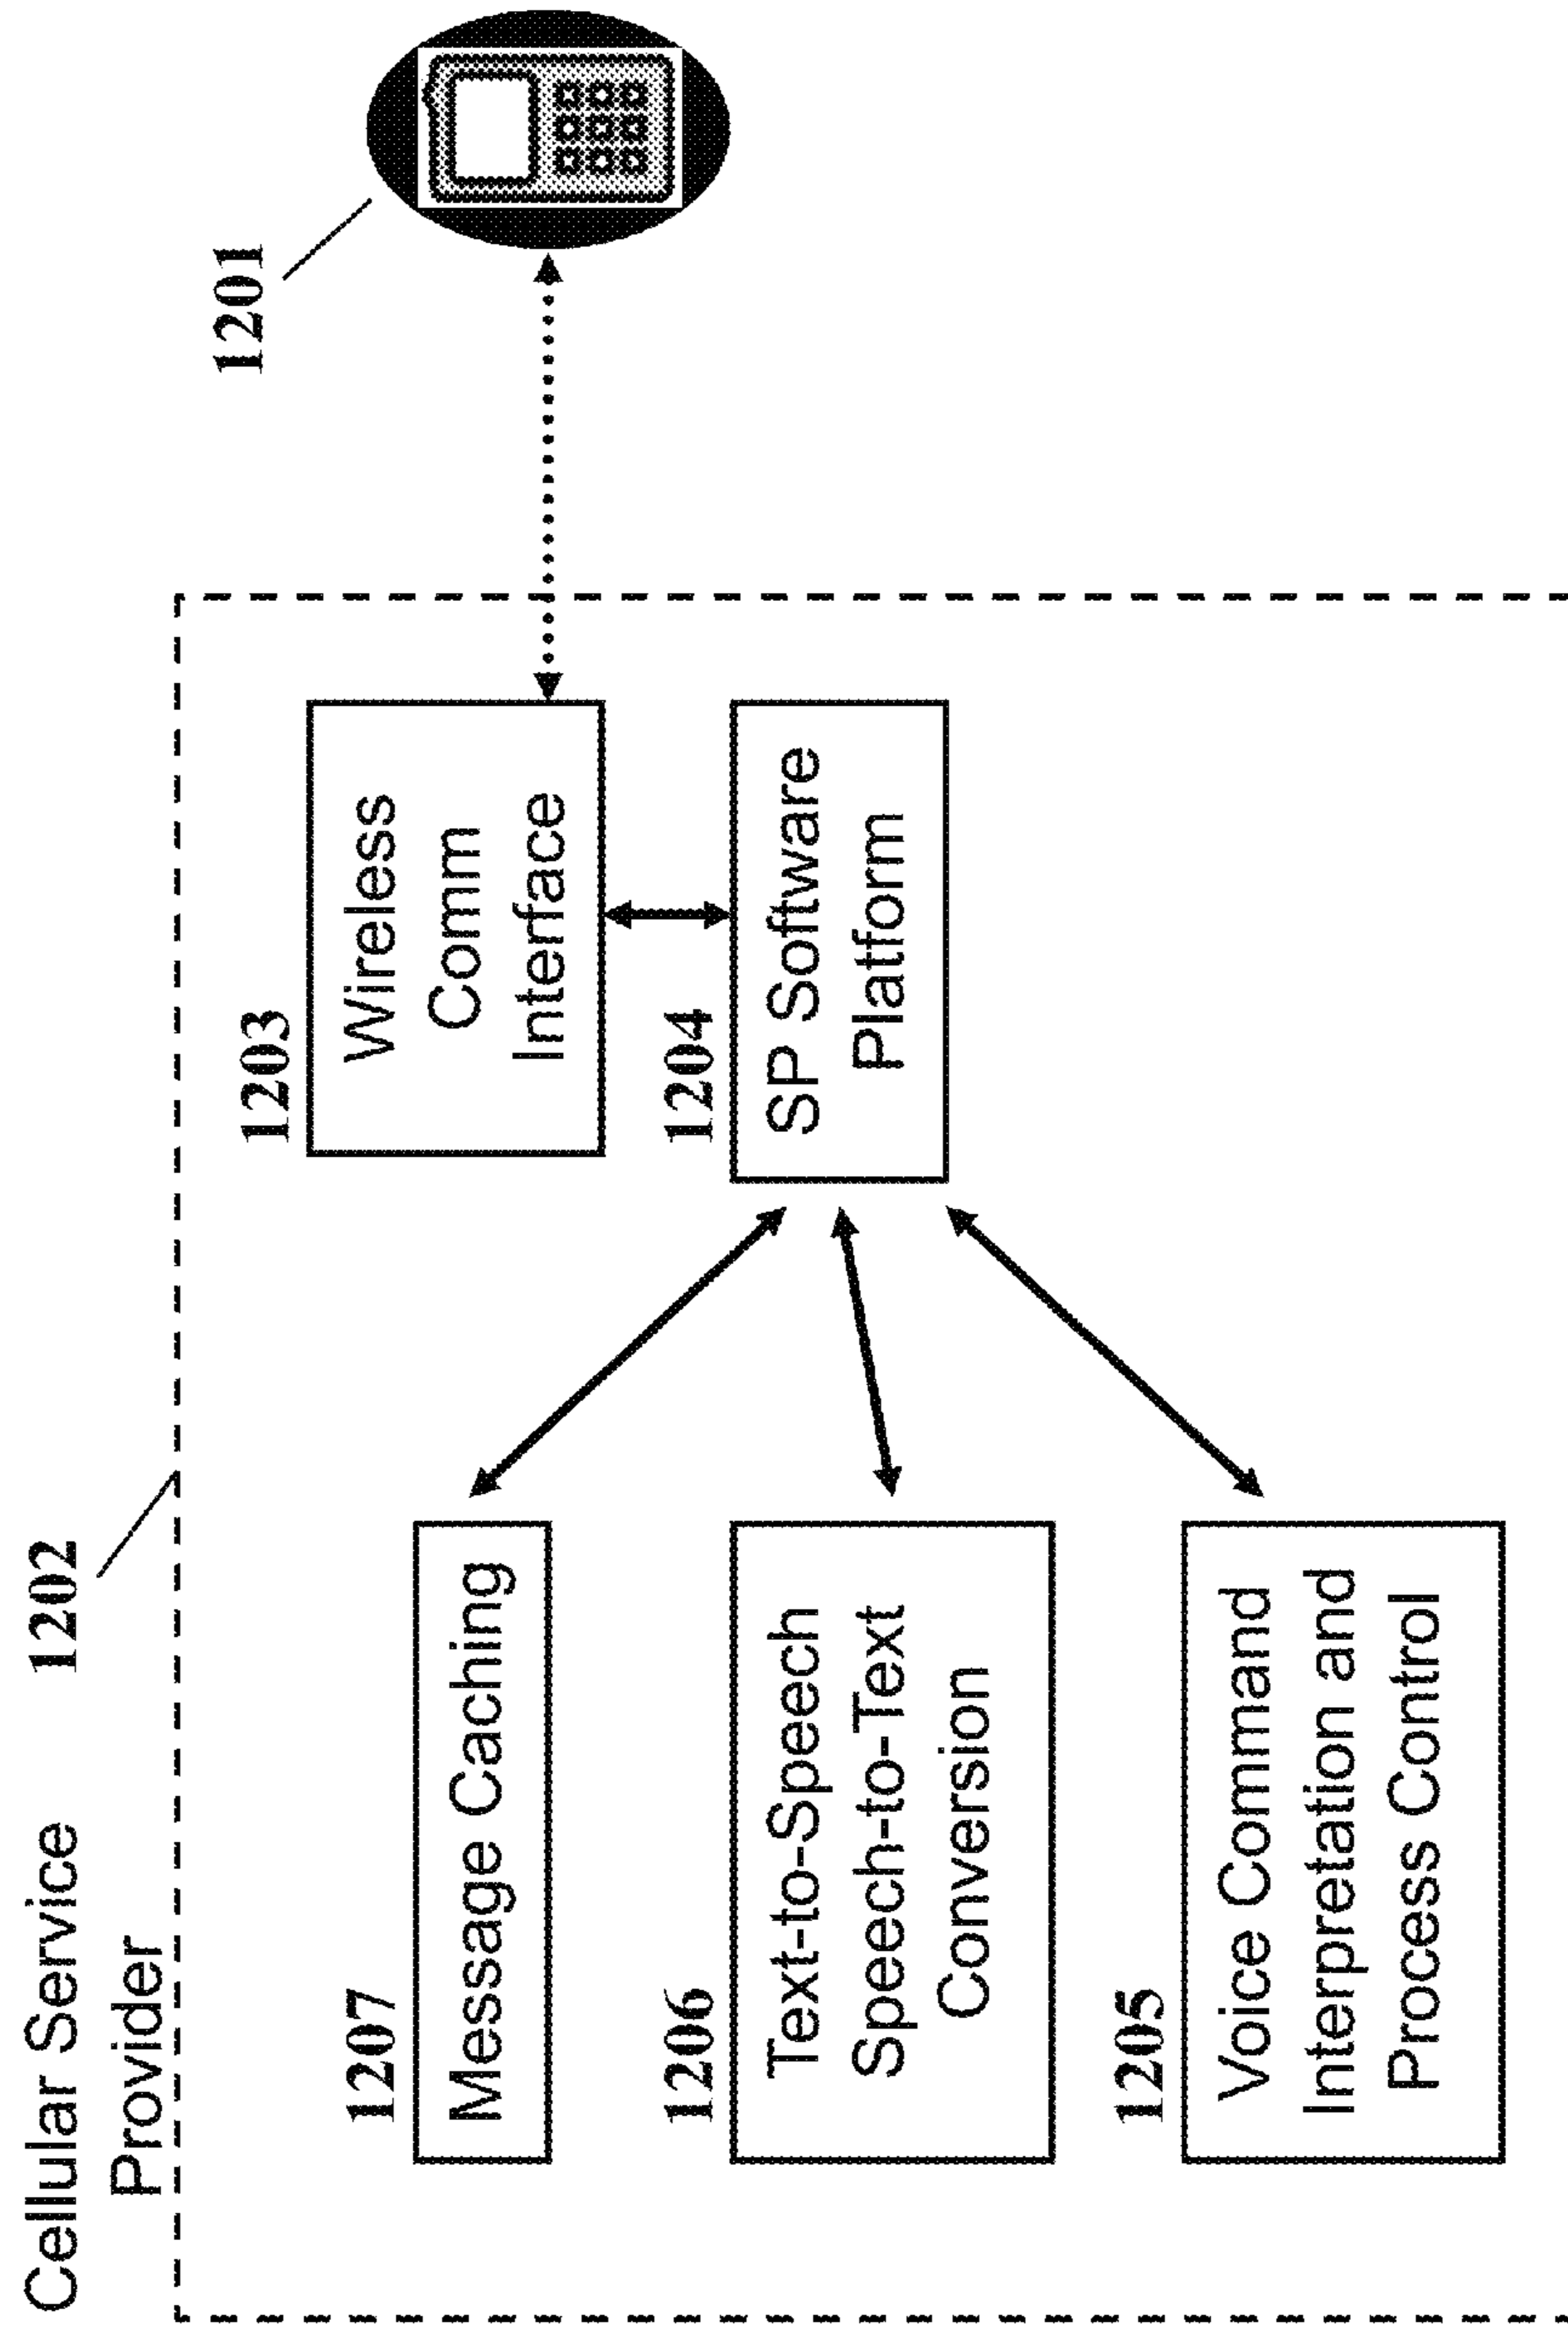 Cellular Service 1202
Provider
1207
Message Caching
1206
Text-to-Speech
Speech-to-Text
Conversion
1205
Voice Command
Interpretation and
Process Control
1203
Wireless
Comm
Interface
1204
SP Software
Platform
1201